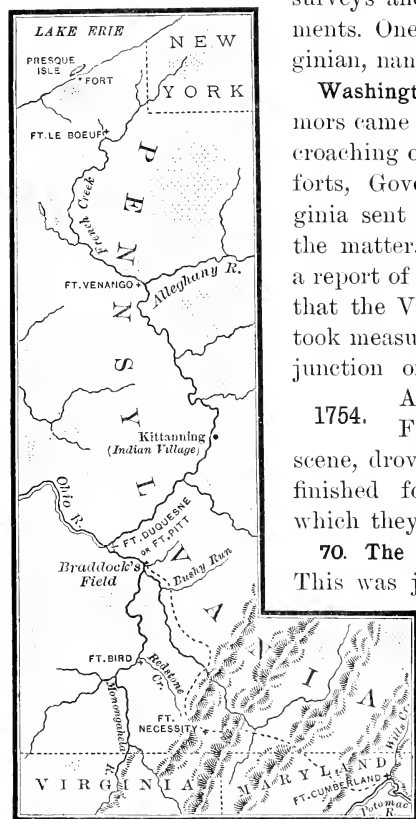 LAKE ERIE
NEW
YORK
PRESQUE
ISLE
FORT
FT. LE BOEUF
French Creek
PENNSYLVANIA
FT. VENANGO
Alleghany R.
Kittanning
(Indian Village)
Ohio R.
FT. DUQUESNE
OR FT. PITT
Braddock's
Field
Bushy Run
FT. BIRD
Redstone
Cr.
Monongahela
R.
FT.
NECESSITY
VIRGINIA
MARYLAND
Wills Cr.
FT. CUMBERLAND
Potomac
R.
surveys and
ments. One
ginian, nan
Washingt
mors came
croaching o
forts, Gove
ginia sent
the matter.
a report of
that the V
took measu
junction o
1754. A
F
scene, drov
finished fo
which they
70. The
This was j